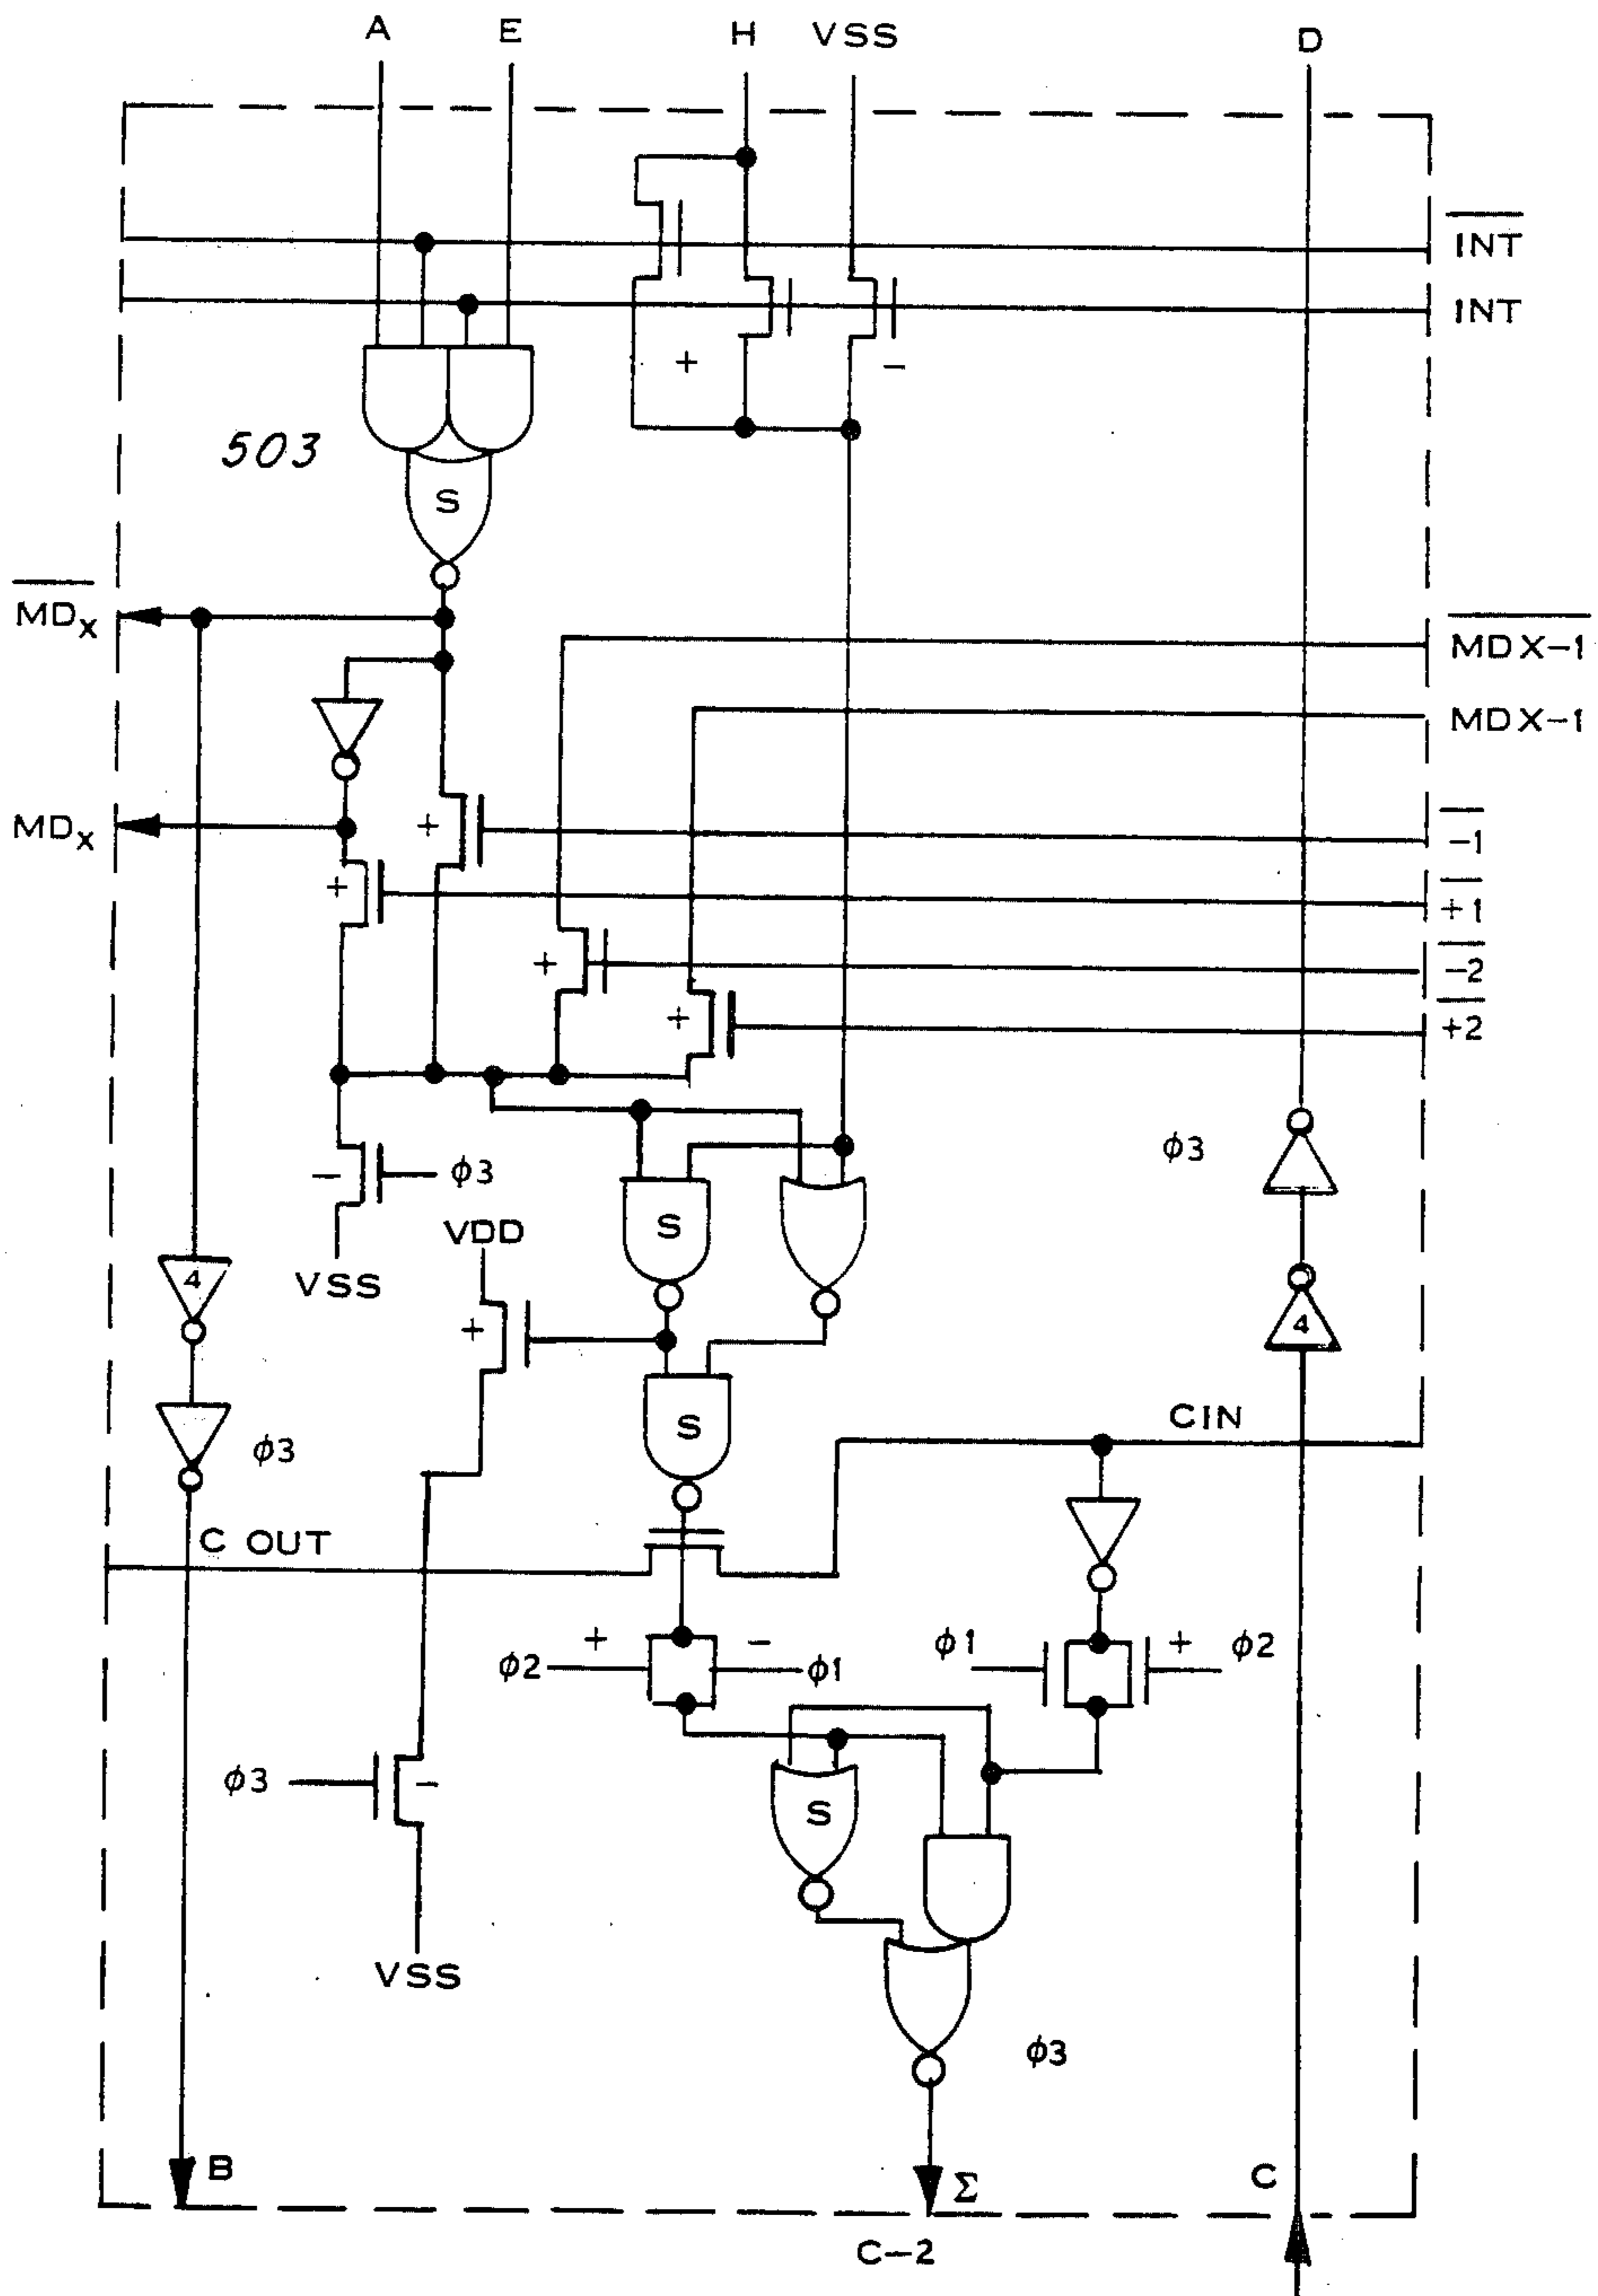 A E H VSS D
INT
INT
+ −
503
S
MDx
MDX−1
MDX−1
MDx + −1
+ +1
+ −2
+ +2
− φ3 φ3
VSS
VDD
S
4
+
4
S
CIN
φ3
C OUT
+ −
φ2 φ1
φ1 + φ2
φ3 −
S
VSS
φ3
B Σ C
C−2